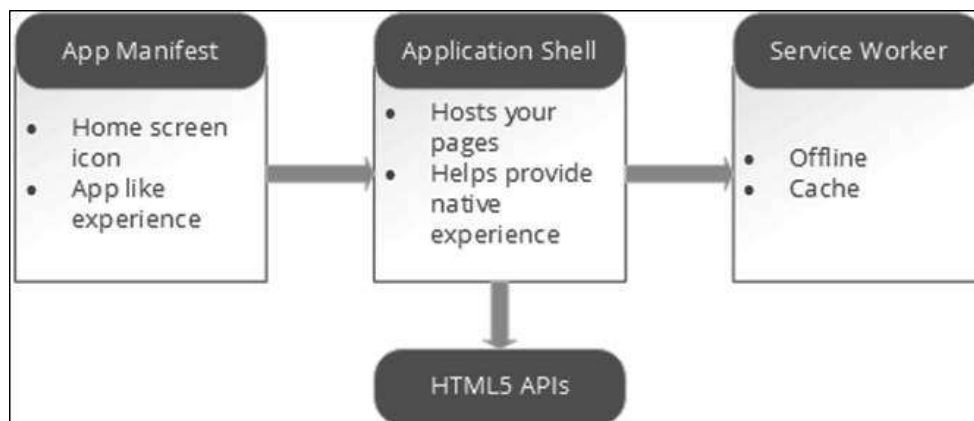 App Manifest
• Home screen
icon
• App like
experience
Application Shell
• Hosts your
pages
• Helps provide
native
experience
Service Worker
• Offline
• Cache
HTML5 APIs